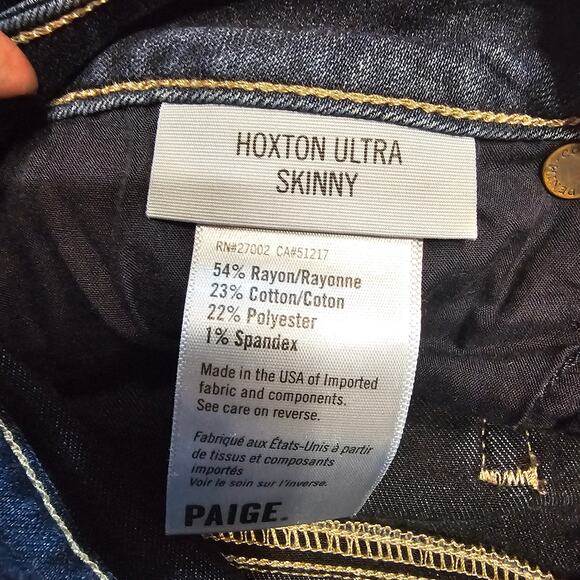 HOXTON ULTRA
SKINNY
RN#27002 CA#51217
54% Rayon/Rayonne
23% Cotton/Coton
22% Polyester
1% Spandex
Made in the USA of Imported
fabric and components.
See care on reverse.
Fabriqué aux États-Unis à partir
de tissus et composants
importés
Voir le soin sur l'inverse.
PAIGE.